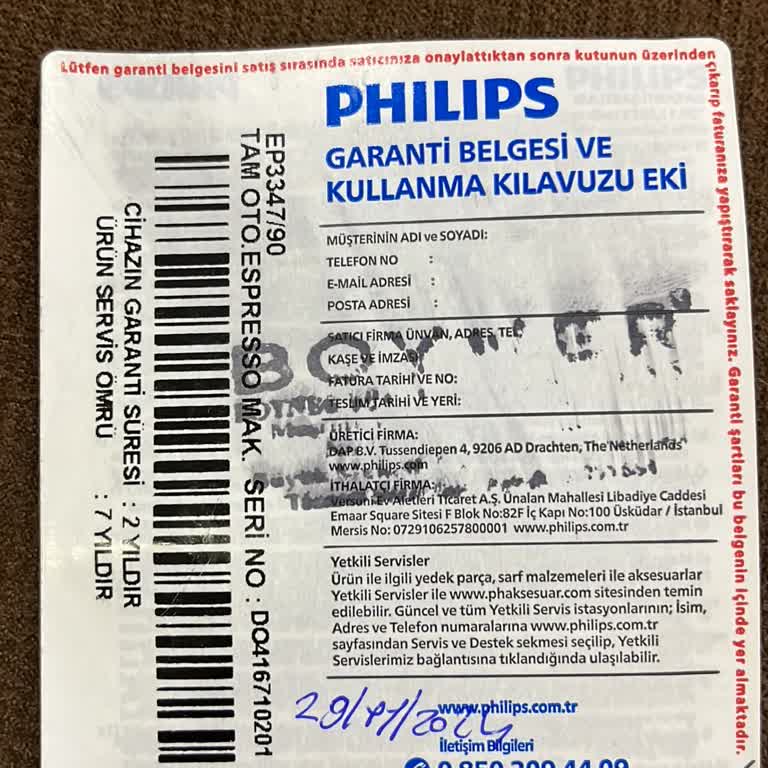 Lütfen garanti belgesini satış sırasında satıcınıza onaylattıktan sonra kutunun üzerinden
çıkarıp faturanıza yapıştırarak saklayınız. Garanti şartları bu belgenin içinde yer almaktadır.
PHILIPS
GARANTİ BELGESİ VE
KULLANMA KILAVUZU EKİ
MÜŞTERİNİN ADI ve SOYADI:
TELEFON NO :
E-MAİL ADRESİ :
POSTA ADRESİ :
SATICI FİRMA ÜNVAN, ADRES, TEL,
KAŞE VE İMZASI
FATURA TARİHİ VE NO:
TESLİM TARİHİ VE YERİ:
ÜRETİCİ FİRMA:
DAP B.V. Tussendiepen 4, 9206 AD Drachten, The Netherlands
www.philips.com
İTHALATÇI FİRMA:
Versuni Ev Aletleri Ticaret A.Ş. Ünalan Mahallesi Libadiye Caddesi
Emaar Square Sitesi F Blok No:82F İç Kapı No:100 Üsküdar / İstanbul
Mersis No: 0729106257800001 www.philips.com.tr
Yetkili Servisler
Ürün ile ilgili yedek parça, sarf malzemeleri ile aksesuarlar
Yetkili Servisler ile www.phaksesuar.com sitesinden temin
edilebilir. Güncel ve tüm Yetkili Servis istasyonlarının; İsim,
Adres ve Telefon numaralarına www.philips.com.tr
sayfasından Servis ve Destek sekmesi seçilip, Yetkili
Servislerimiz bağlantısına tıklandığında ulaşılabilir.
www.philips.com.tr
İletişim Bilgileri
0 850 390 44 09
EP3347/90
TAM OTO.ESPRESSO MAK. SERİ NO : DO416710201
CİHAZIN GARANTİ SÜRESİ : 2 YILDIR
ÜRÜN SERVİS ÖMRÜ : 7 YILDIR